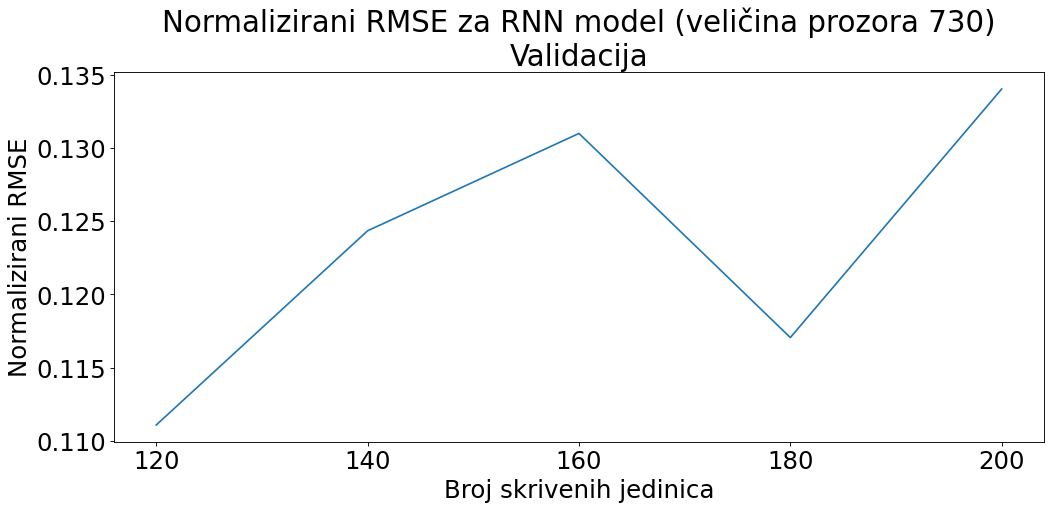 Normalizirani RMSE za RNN model (veličina prozora 730)
Validacija
Normalizirani RMSE
0.135
0.130
0.125
0.120
0.115
0.110
120 140 160 180 200
Broj skrivenih jedinica